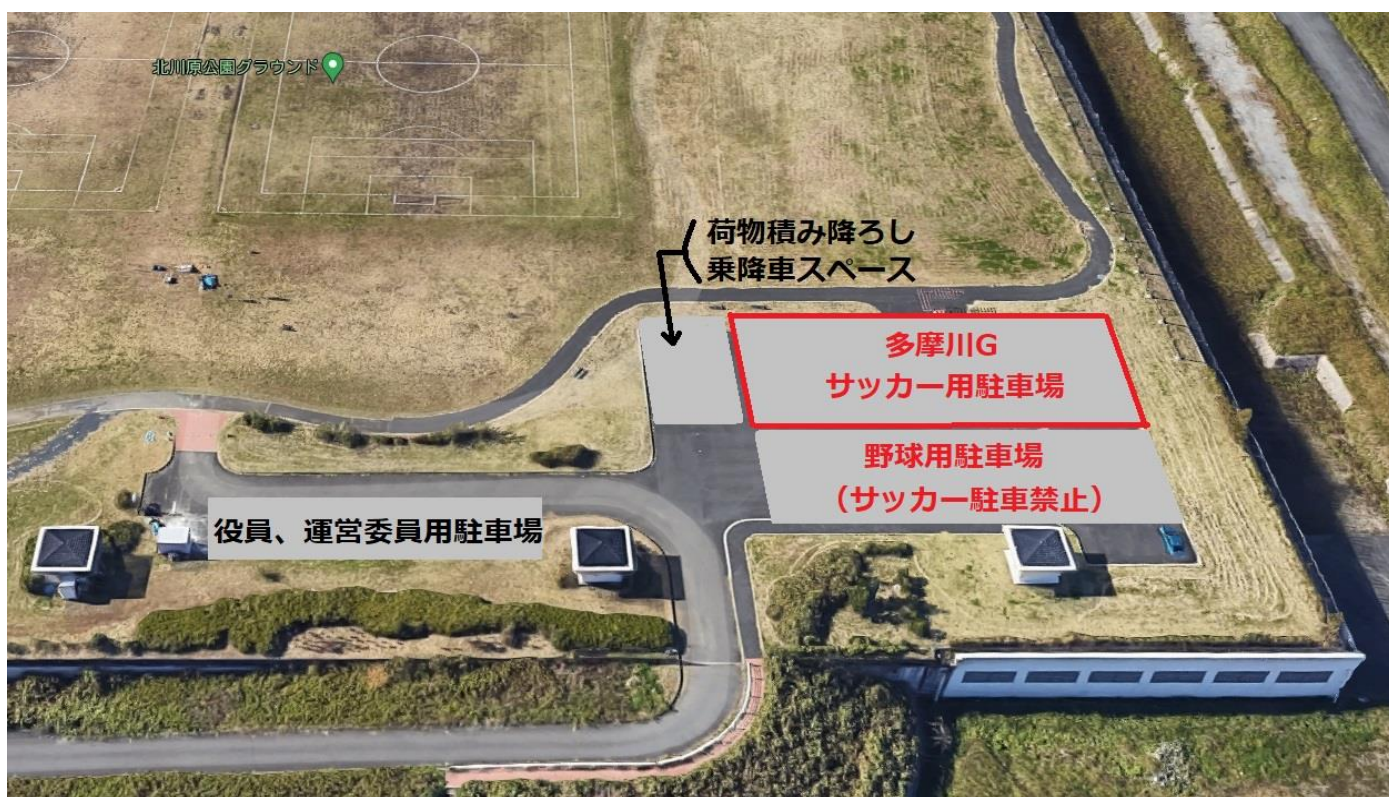 北川原公園グラウンド
荷物積み降ろし
乗降車スペース
多摩川G
サッカー用駐車場
野球用駐車場
（サッカー駐車禁止）
役員、運営委員用駐車場